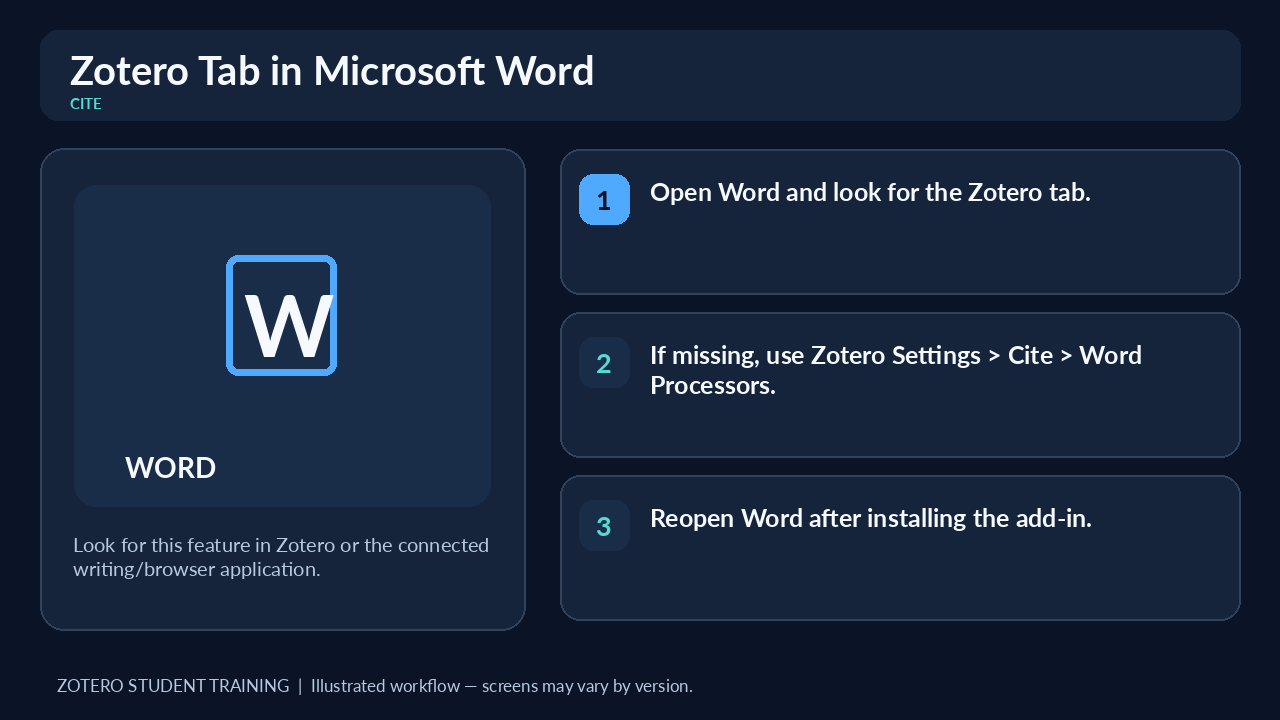 Zotero Tab in Microsoft Word
CITE
W
WORD
Look for this feature in Zotero or the connected
writing/browser application.
1
Open Word and look for the Zotero tab.
2
If missing, use Zotero Settings > Cite > Word
Processors.
3
Reopen Word after installing the add-in.
ZOTERO STUDENT TRAINING | Illustrated workflow — screens may vary by version.